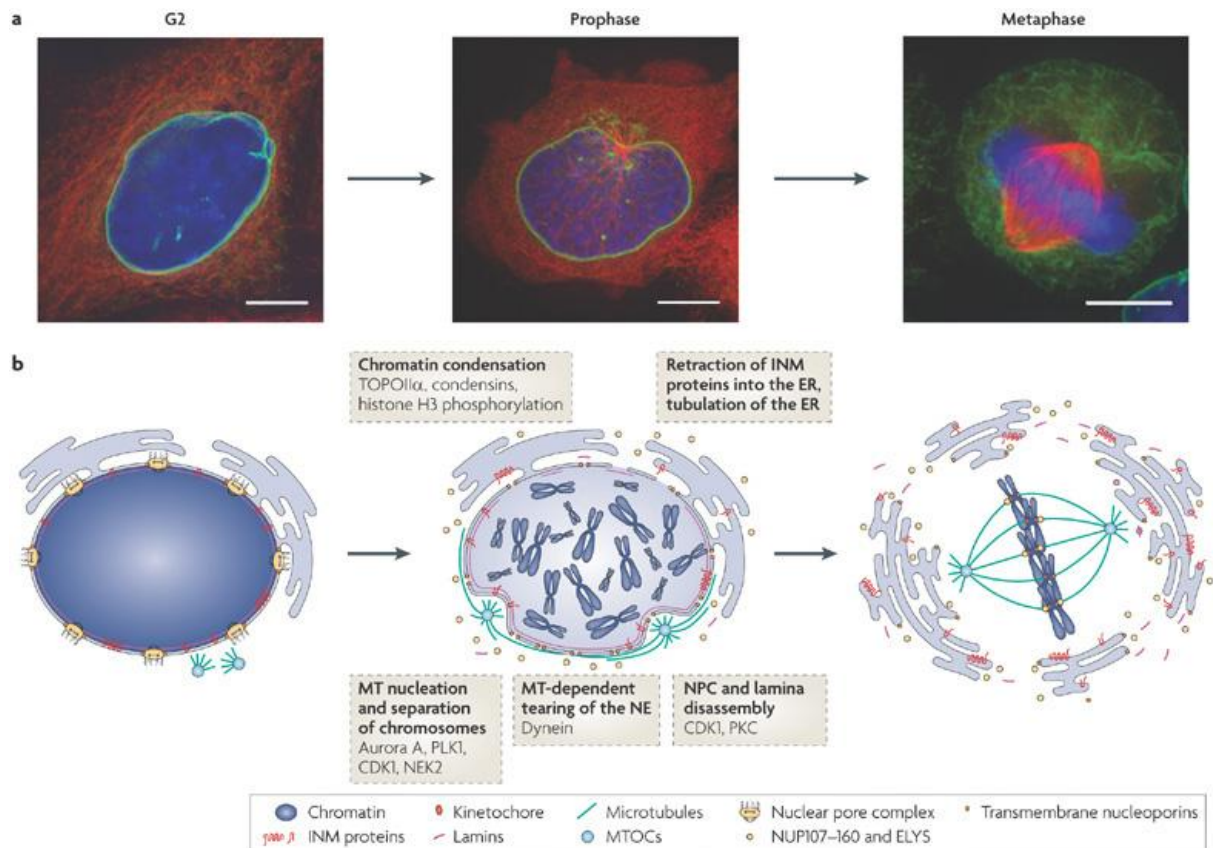 a
G2
Prophase
Metaphase
b
Chromatin condensation
TOPOIIα, condensins,
histone H3 phosphorylation
Retraction of INM
proteins into the ER,
tubulation of the ER
MT nucleation
and separation
of chromosomes
Aurora A, PLK1,
CDK1, NEK2
MT-dependent
tearing of the NE
Dynein
NPC and lamina
disassembly
CDK1, PKC
Chromatin
Kinetochore
Microtubules
Nuclear pore complex
Transmembrane nucleoporins
INM proteins
Lamins
MTOCs
NUP107–160 and ELYS